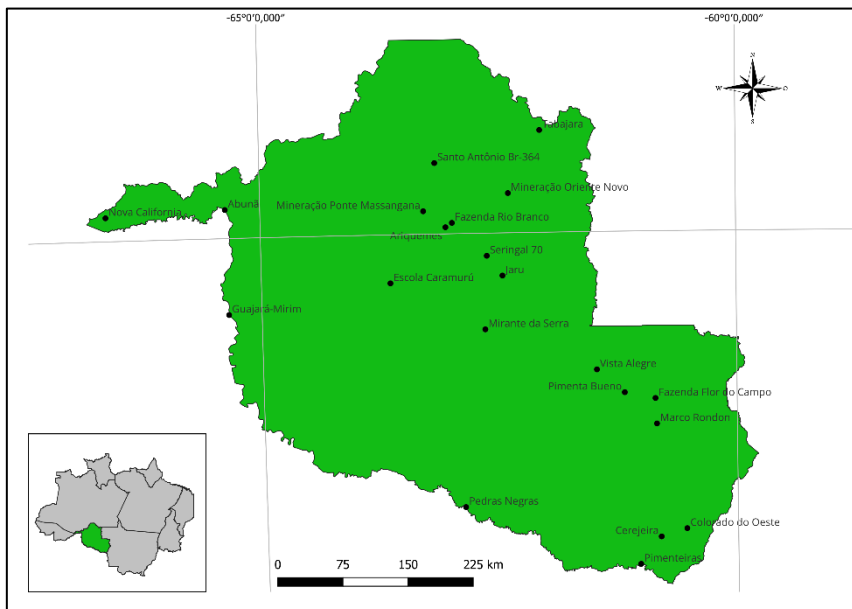 -65°0'0,000"
-60°0'0,000"
N
W
O
S
Tabajara
Santo Antônio Br-364
Mineração Oriente Novo
Nova California
Abunã
Mineração Ponte Massangana
Fazenda Rio Branco
Ariquemes
Seringal 70
Jaru
Escola Caramurú
Guajará-Mirim
Mirante da Serra
Vista Alegre
Pimenta Bueno
Fazenda Flor do Campo
Marco Rondon
Pedras Negras
Colorado do Oeste
Cerejeira
Pimenteiras
0 75 150 225 km